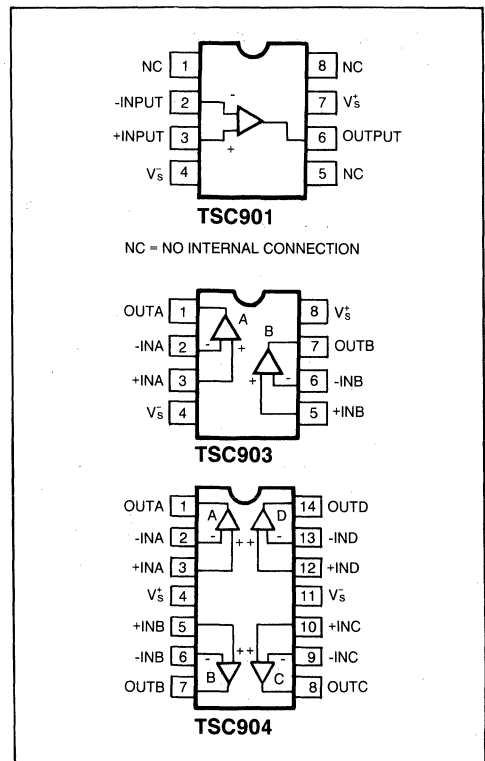 NC 1 8 NC
-INPUT 2 - 7 V+S
+INPUT 3 + 6 OUTPUT
V-S 4 5 NC
TSC901
NC = NO INTERNAL CONNECTION
OUTA 1 A 8 V+S
-INA 2 - + B 7 OUTB
+INA 3 + - 6 -INB
V-S 4 5 +INB
TSC903
OUTA 1 A D 14 OUTD
-INA 2 - + + - 13 -IND
+INA 3 12 +IND
V+S 4 11 V-S
+INB 5 10 +INC
-INB 6 - + + - 9 -INC
OUTB 7 B C 8 OUTC
TSC904